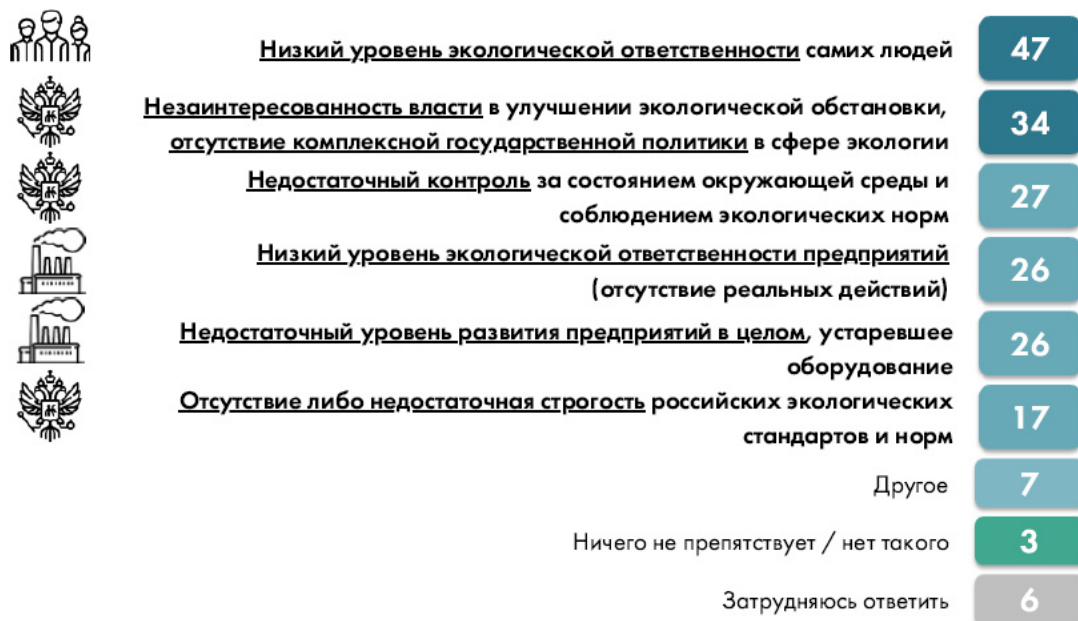 Низкий уровень экологической ответственности самих людей
47
Незаинтересованность власти в улучшении экологической обстановки,
отсутствие комплексной государственной политики в сфере экологии
34
Недостаточный контроль за состоянием окружающей среды и
соблюдением экологических норм
27
Низкий уровень экологической ответственности предприятий
(отсутствие реальных действий)
26
Недостаточный уровень развития предприятий в целом, устаревшее
оборудование
26
Отсутствие либо недостаточная строгость российских экологических
стандартов и норм
17
Другое
7
Ничего не препятствует / нет такого
3
Затрудняюсь ответить
6